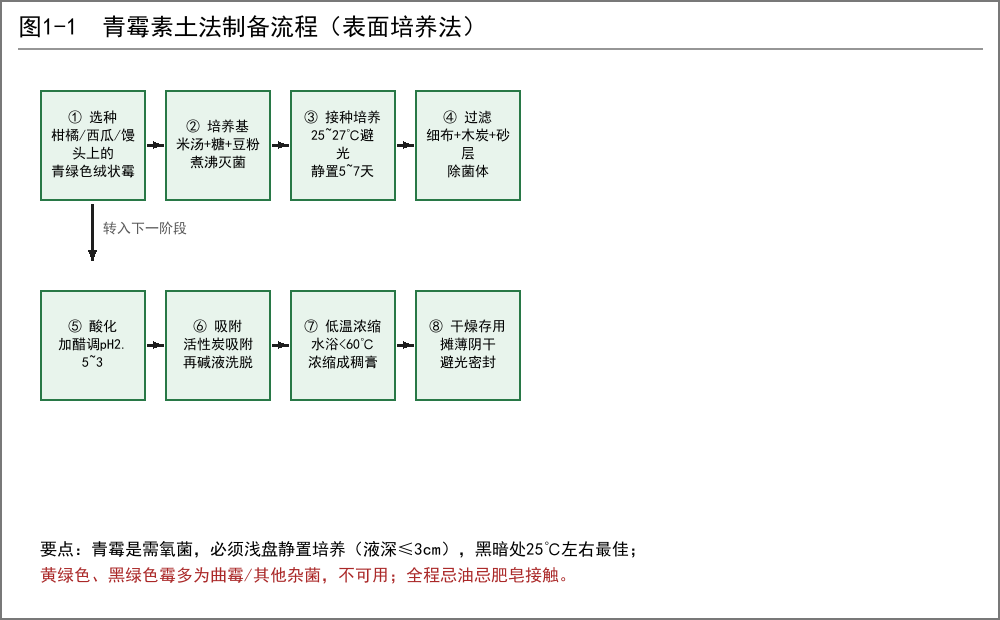 图1-1　青霉素土法制备流程（表面培养法）
① 选种
柑橘/西瓜/馒
头上的
青绿色绒状霉
② 培养基
米汤+糖+豆粉
煮沸灭菌
③ 接种培养
25~27℃避
光
静置5~7天
④ 过滤
细布+木炭+砂
层
除菌体
转入下一阶段
⑤ 酸化
加醋调pH2.
5~3
⑥ 吸附
活性炭吸附
再碱液洗脱
⑦ 低温浓缩
水浴<60℃
浓缩成稠膏
⑧ 干燥存用
摊薄阴干
避光密封
要点：青霉是需氧菌，必须浅盘静置培养（液深≤3cm），黑暗处25℃左右最佳；
黄绿色、黑绿色霉多为曲霉/其他杂菌，不可用；全程忌油忌肥皂接触。